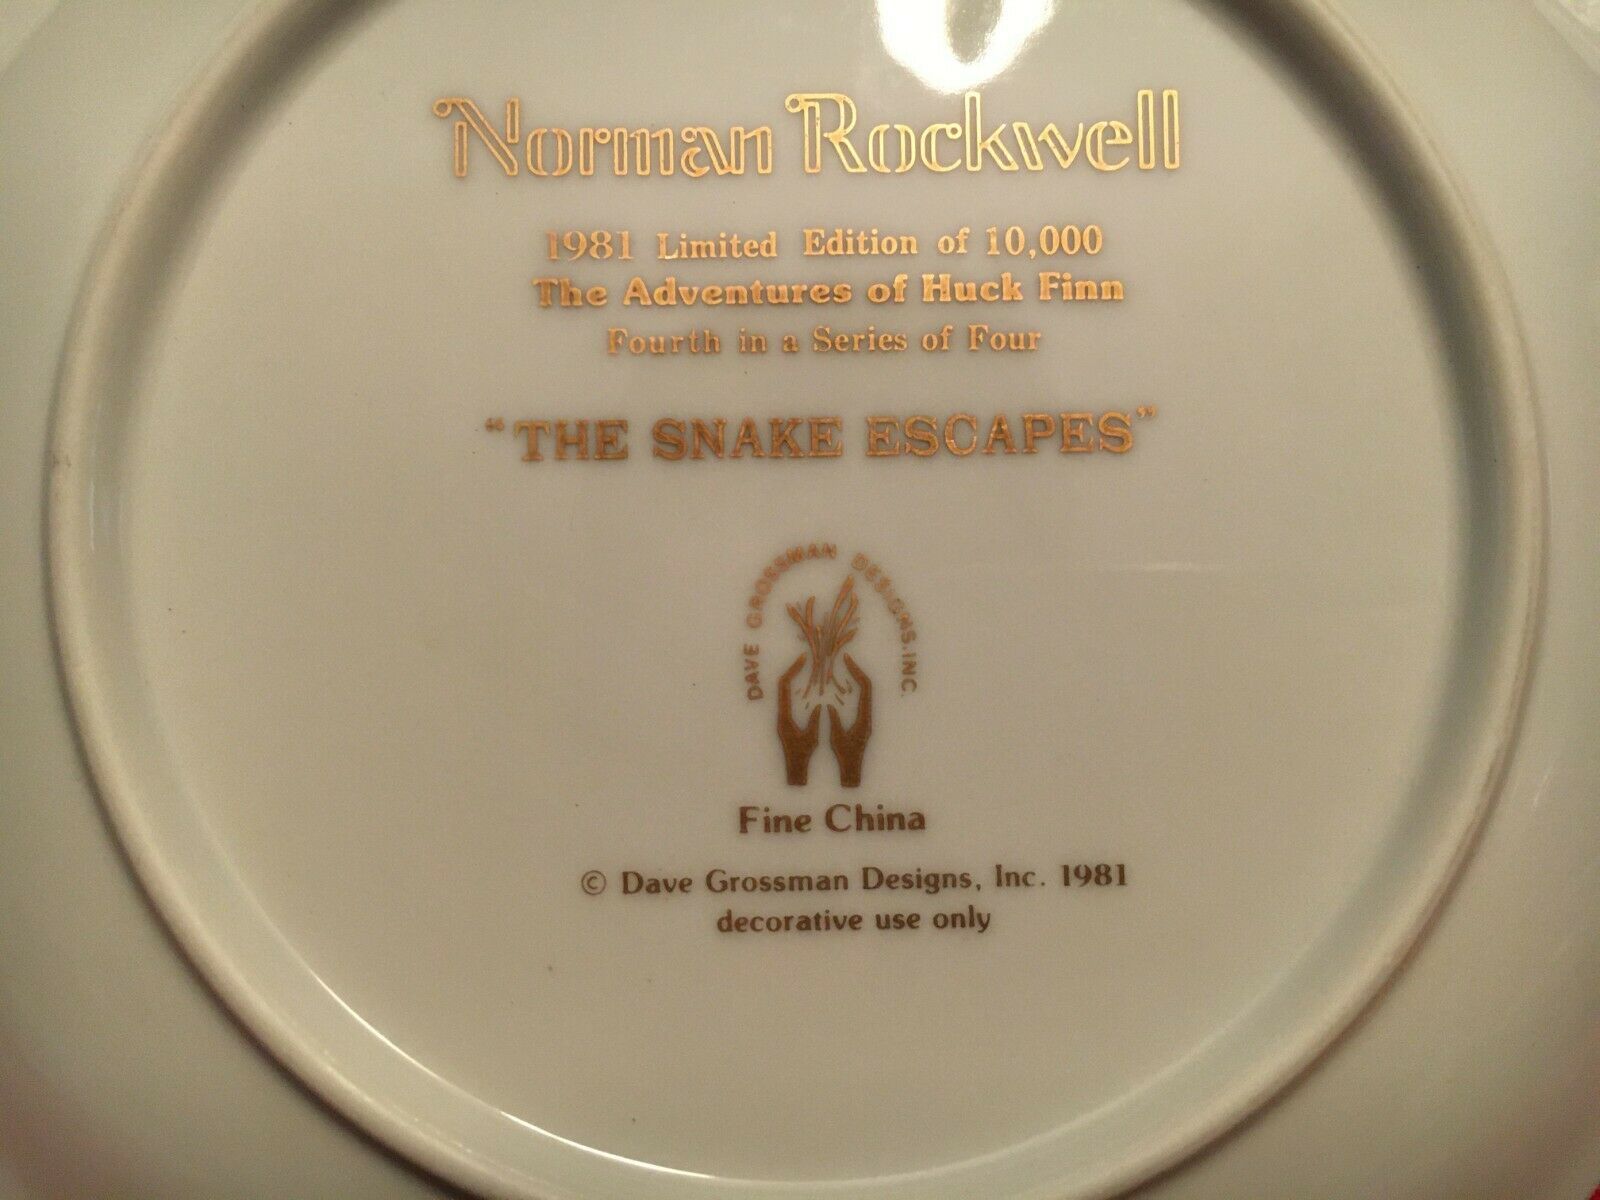 Norman Rockwell
1981 Limited Edition of 10,000
The Adventures of Huck Finn
Fourth in a Series of Four
“THE SNAKE ESCAPES”
DAVE GROSSMAN DESIGNS, INC.
Fine China
© Dave Grossman Designs, Inc. 1981
decorative use only